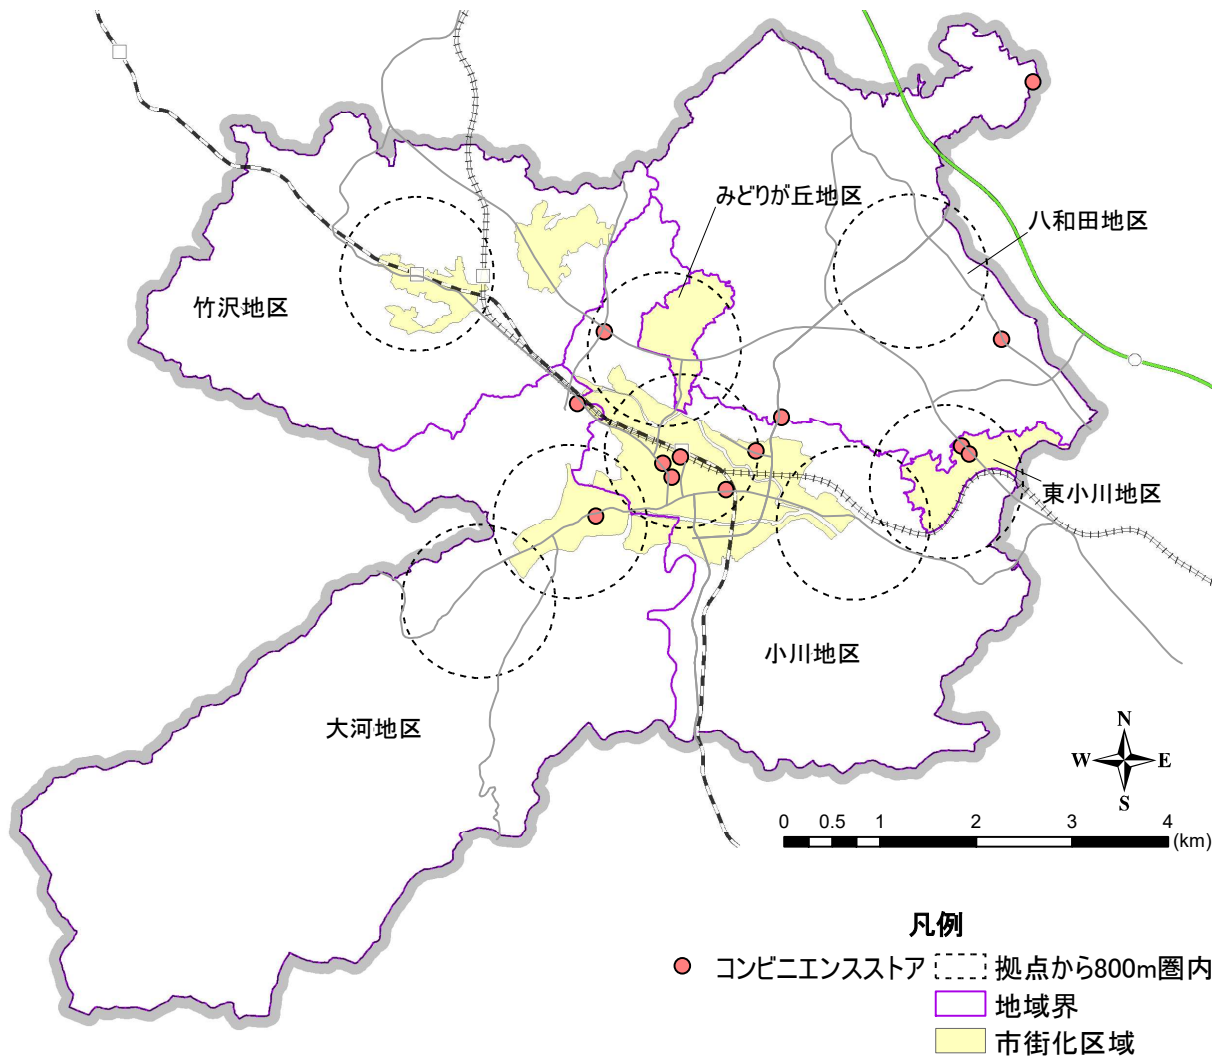 みどりが丘地区
八和田地区
竹沢地区
東小川地区
小川地区
大河地区
N
W E
S
0 0.5 1 2 3 4
(km)
凡例
コンビニエンスストア 拠点から800m圏内
地域界
市街化区域